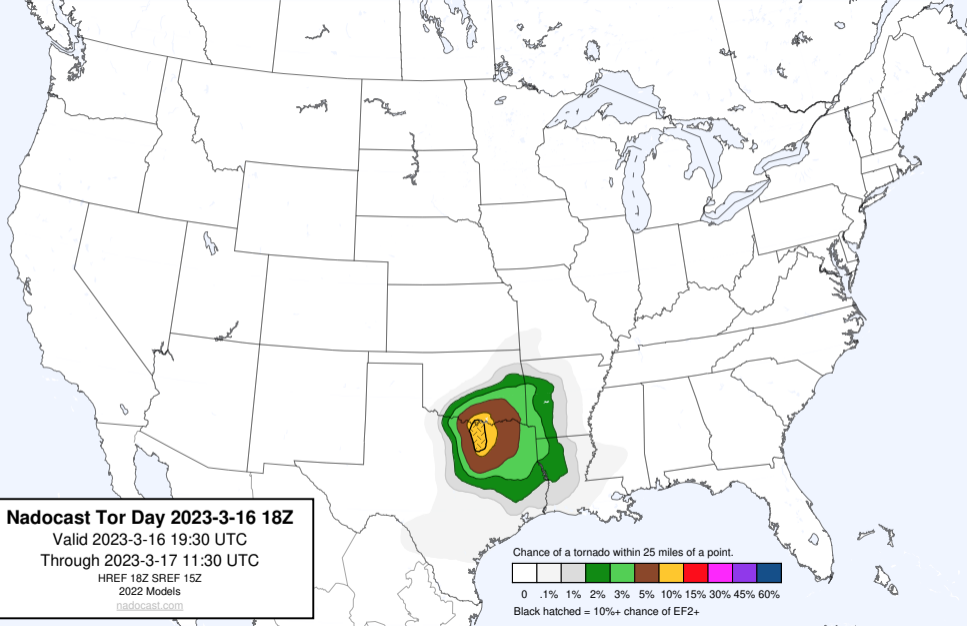 Nadocast Tor Day 2023-3-16 18Z
Valid 2023-3-16 19:30 UTC
Through 2023-3-17 11:30 UTC
HREF 18Z SREF 15Z
2022 Models
nadocast.com
Chance of a tornado within 25 miles of a point.
0 .1% 1% 2% 3% 5% 10% 15% 30% 45% 60%
Black hatched = 10%+ chance of EF2+